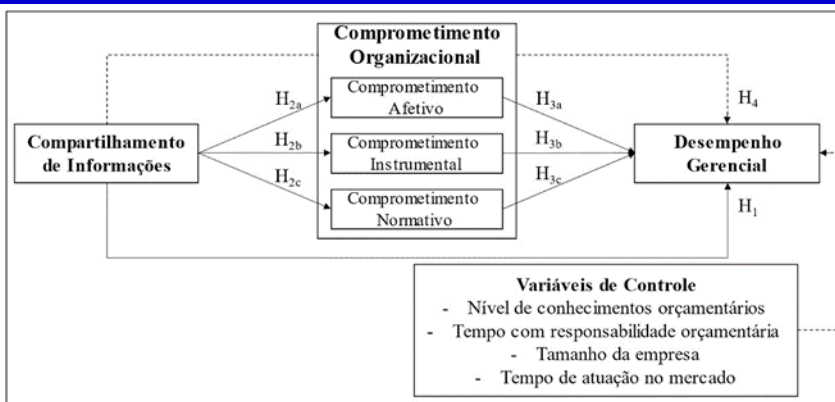 Comprometimento
Organizacional
Comprometimento
Afetivo
Comprometimento
Instrumental
Comprometimento
Normativo
H2a
H2b
H2c
H3a
H3b
H3c
H4
H1
Compartilhamento
de Informações
Desempenho
Gerencial
Variáveis de Controle
- Nível de conhecimentos orçamentários
- Tempo com responsabilidade orçamentária
- Tamanho da empresa
- Tempo de atuação no mercado